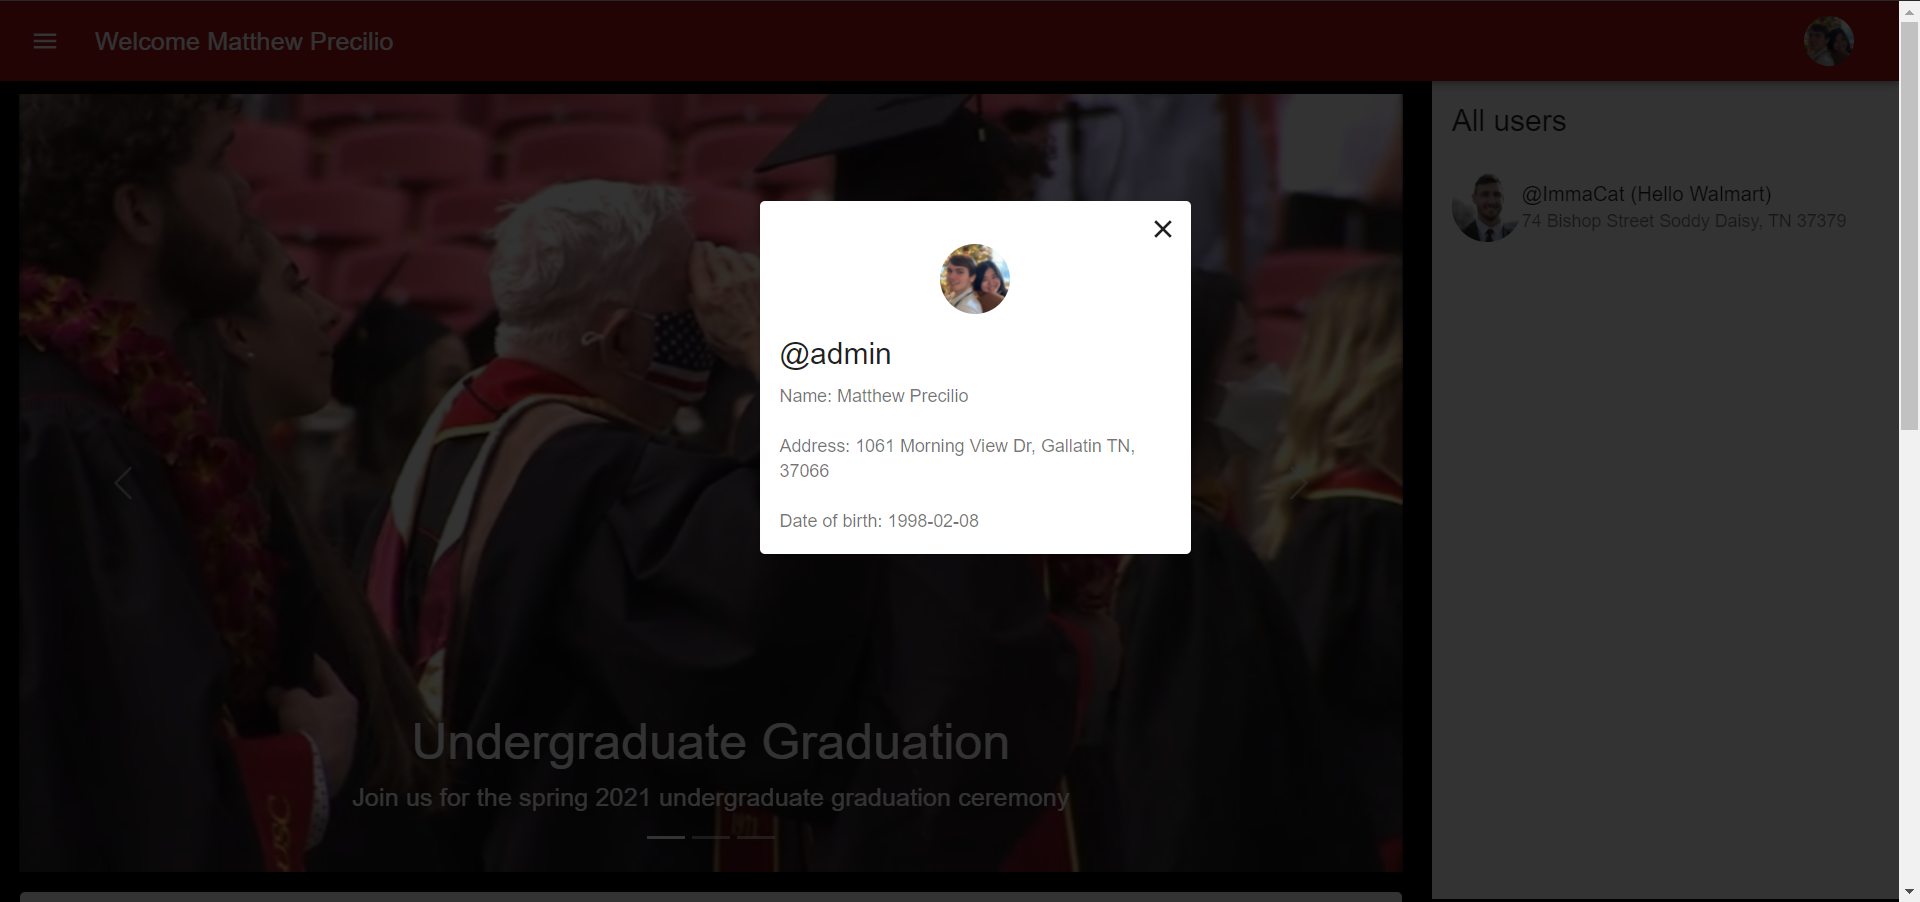 Welcome Matthew Precilio
All users
@ImmaCat (Hello Walmart)
74 Bishop Street Soddy Daisy, TN 37379
@admin
Name: Matthew Precilio
Address: 1061 Morning View Dr, Gallatin TN,
37066
Date of birth: 1998-02-08
Undergraduate Graduation
Join us for the spring 2021 undergraduate graduation ceremony